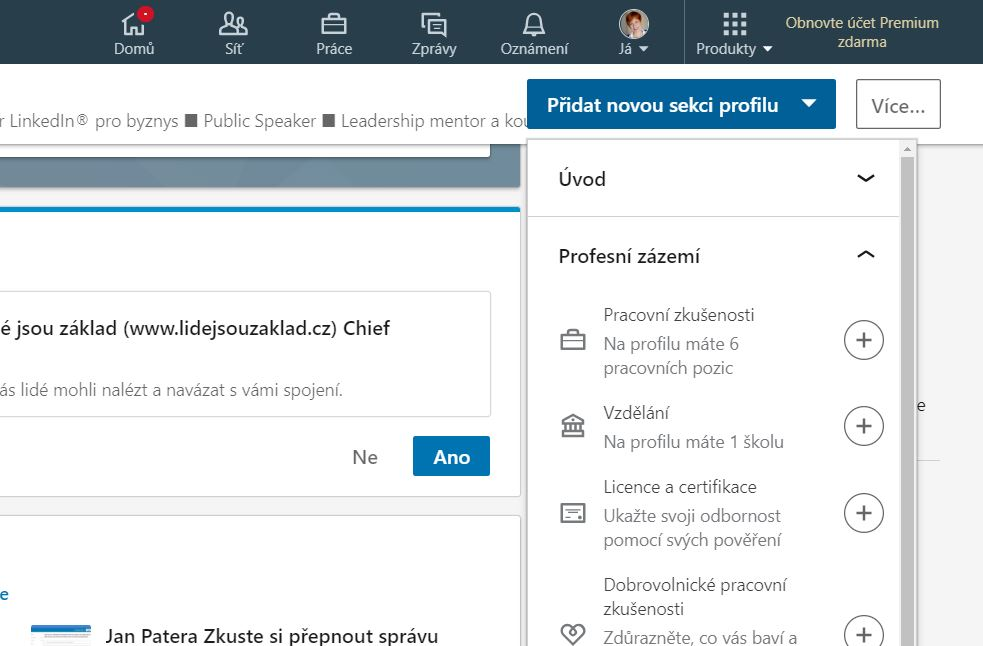 Domů
Síť
Práce
Zprávy
Oznámení
Já
Produkty
Obnovte účet Premium
zdarma
r LinkedIn® pro byznys ■ Public Speaker ■ Leadership mentor a kou
Přidat novou sekci profilu
Více...
Úvod
Profesní zázemí
é jsou základ (www.lidejsouzaklad.cz) Chief
ás lidé mohli nalézt a navázat s vámi spojení.
Ne
Ano
Pracovní zkušenosti
Na profilu máte 6
pracovních pozic
Vzdělání
Na profilu máte 1 školu
Licence a certifikace
Ukažte svoji odbornost
pomocí svých pověření
Dobrovolnické pracovní
zkušenosti
Zdůrazněte, co vás baví a
e
e
Jan Patera Zkuste si přepnout správu